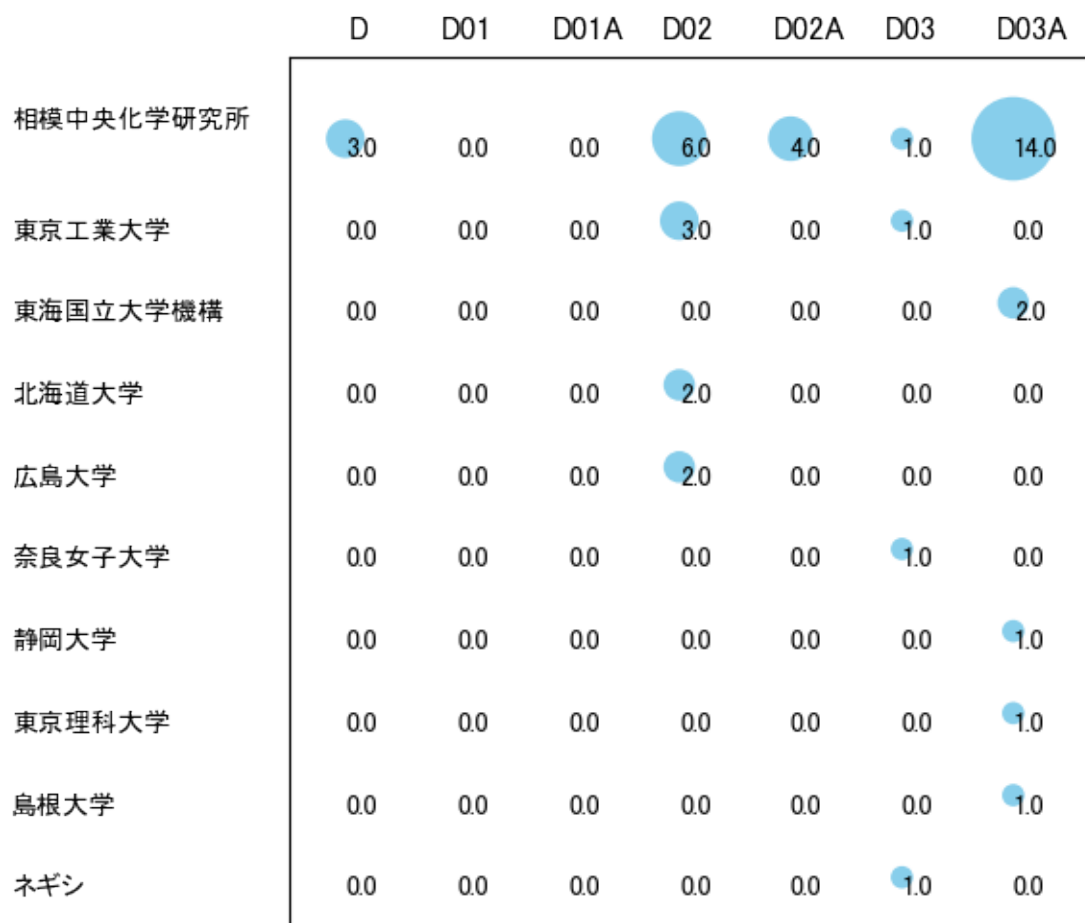 D D01 D01A D02 D02A D03 D03A
相模中央化学研究所 3.0 0.0 0.0 6.0 4.0 1.0 14.0
東京工業大学 0.0 0.0 0.0 3.0 0.0 1.0 0.0
東海国立大学機構 0.0 0.0 0.0 0.0 0.0 0.0 2.0
北海道大学 0.0 0.0 0.0 2.0 0.0 0.0 0.0
広島大学 0.0 0.0 0.0 2.0 0.0 0.0 0.0
奈良女子大学 0.0 0.0 0.0 0.0 0.0 1.0 0.0
静岡大学 0.0 0.0 0.0 0.0 0.0 0.0 1.0
東京理科大学 0.0 0.0 0.0 0.0 0.0 0.0 1.0
島根大学 0.0 0.0 0.0 0.0 0.0 0.0 1.0
ネギシ 0.0 0.0 0.0 0.0 0.0 1.0 0.0